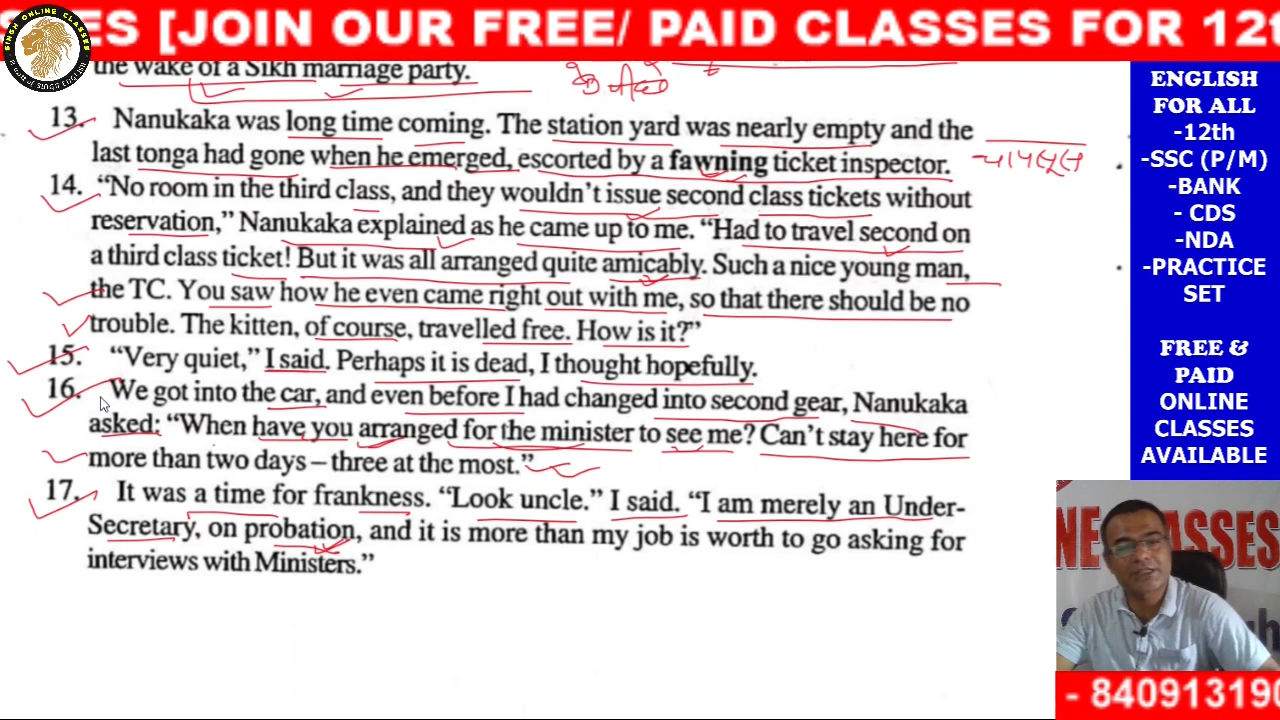 ES [JOIN OUR FREE/ PAID CLASSES FOR 12t
SINGH ONLINE CLASSES
the wake of a Sikh marriage party.
13. Nanukaka was long time coming. The station yard was nearly empty and the
last tonga had gone when he emerged, escorted by a fawning ticket inspector.
चापलूस
14. “No room in the third class, and they wouldn’t issue second class tickets without
reservation,” Nanukaka explained as he came up to me. “Had to travel second on
a third class ticket! But it was all arranged quite amicably. Such a nice young man,
the TC. You saw how he even came right out with me, so that there should be no
trouble. The kitten, of course, travelled free. How is it?”
15. “Very quiet,” I said. Perhaps it is dead, I thought hopefully.
16. We got into the car, and even before I had changed into second gear, Nanukaka
asked: “When have you arranged for the minister to see me? Can’t stay here for
more than two days – three at the most.”
17. It was a time for frankness. “Look uncle.” I said. “I am merely an Under-
Secretary, on probation, and it is more than my job is worth to go asking for
interviews with Ministers.”
ENGLISH
FOR ALL
-12th
-SSC (P/M)
-BANK
- CDS
-NDA
-PRACTICE
SET
FREE &
PAID
ONLINE
CLASSES
AVAILABLE
NE CLASSES
- 840913190